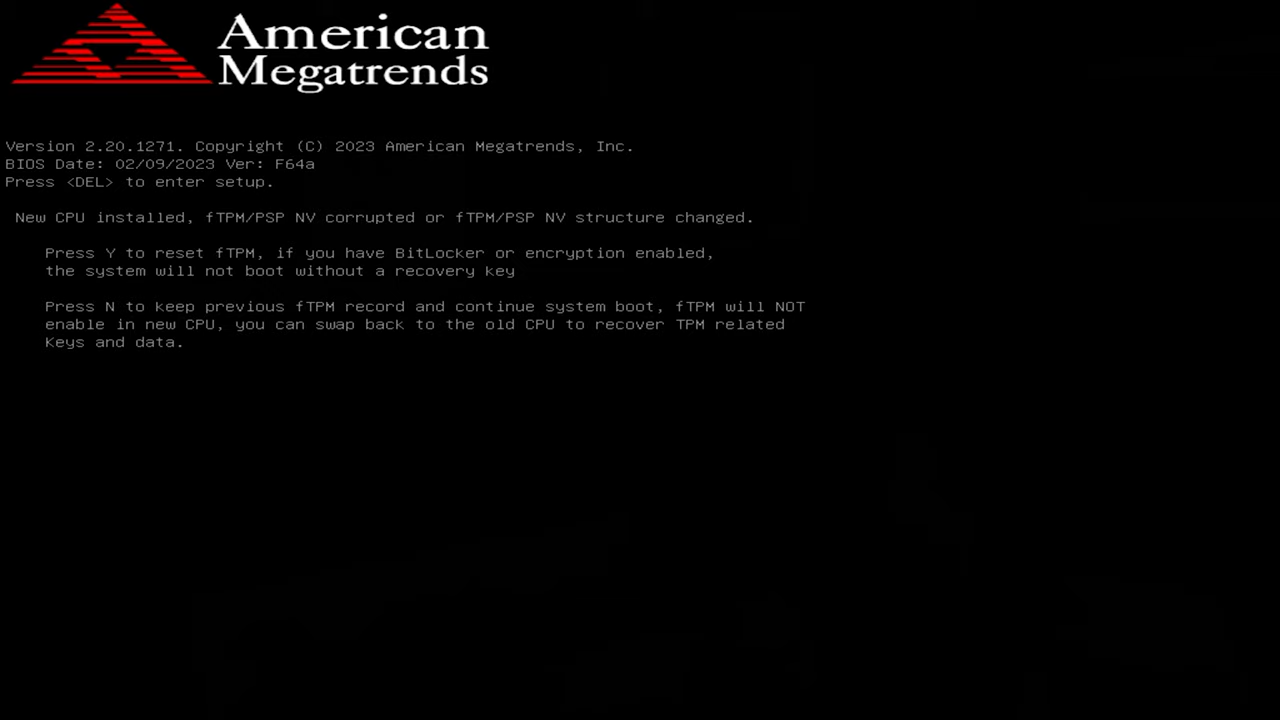 American
Megatrends
Version 2.20.1271. Copyright (C) 2023 American Megatrends, Inc.
BIOS Date: 02/09/2023 Ver: F64a
Press <DEL> to enter setup.
New CPU installed, fTPM/PSP NV corrupted or fTPM/PSP NV structure changed.
Press Y to reset fTPM, if you have BitLocker or encryption enabled,
the system will not boot without a recovery key
Press N to keep previous fTPM record and continue system boot, fTPM will NOT
enable in new CPU, you can swap back to the old CPU to recover TPM related
Keys and data.